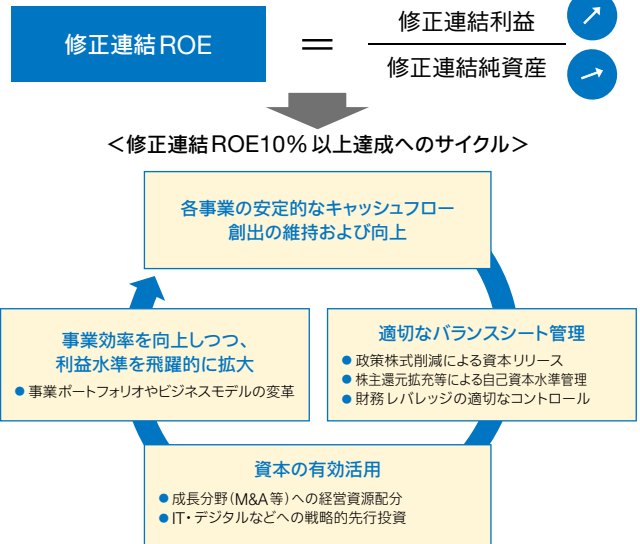 修正連結ROE
=
修正連結利益
修正連結純資産
<修正連結ROE10%以上達成へのサイクル>
各事業の安定的なキャッシュフロー
創出の維持および向上
適切なバランスシート管理
● 政策株式削減による資本リリース
● 株主還元拡充等による自己資本水準管理
● 財務レバレッジの適切なコントロール
資本の有効活用
● 成長分野(M&A等)への経営資源配分
● IT・デジタルなどへの戦略的先行投資
事業効率を向上しつつ、
利益水準を飛躍的に拡大
● 事業ポートフォリオやビジネスモデルの変革